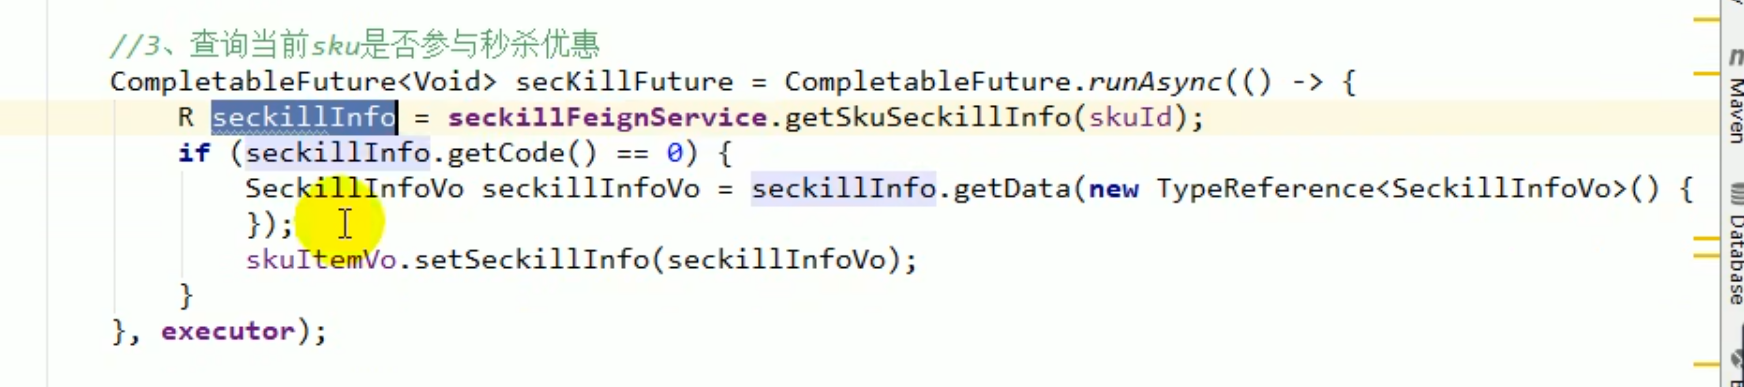 //3、查询当前sku是否参与秒杀优惠
CompletableFuture<Void> secKillFuture = CompletableFuture.runAsync(() -> {
R seckillInfo = seckillFeignService.getSkuSeckillInfo(skuId);
if (seckillInfo.getCode() == 0) {
SeckillInfoVo seckillInfoVo = seckillInfo.getData(new TypeReference<SeckillInfoVo>() {
});
skuItemVo.setSeckillInfo(seckillInfoVo);
}
}, executor);
Maven
Database